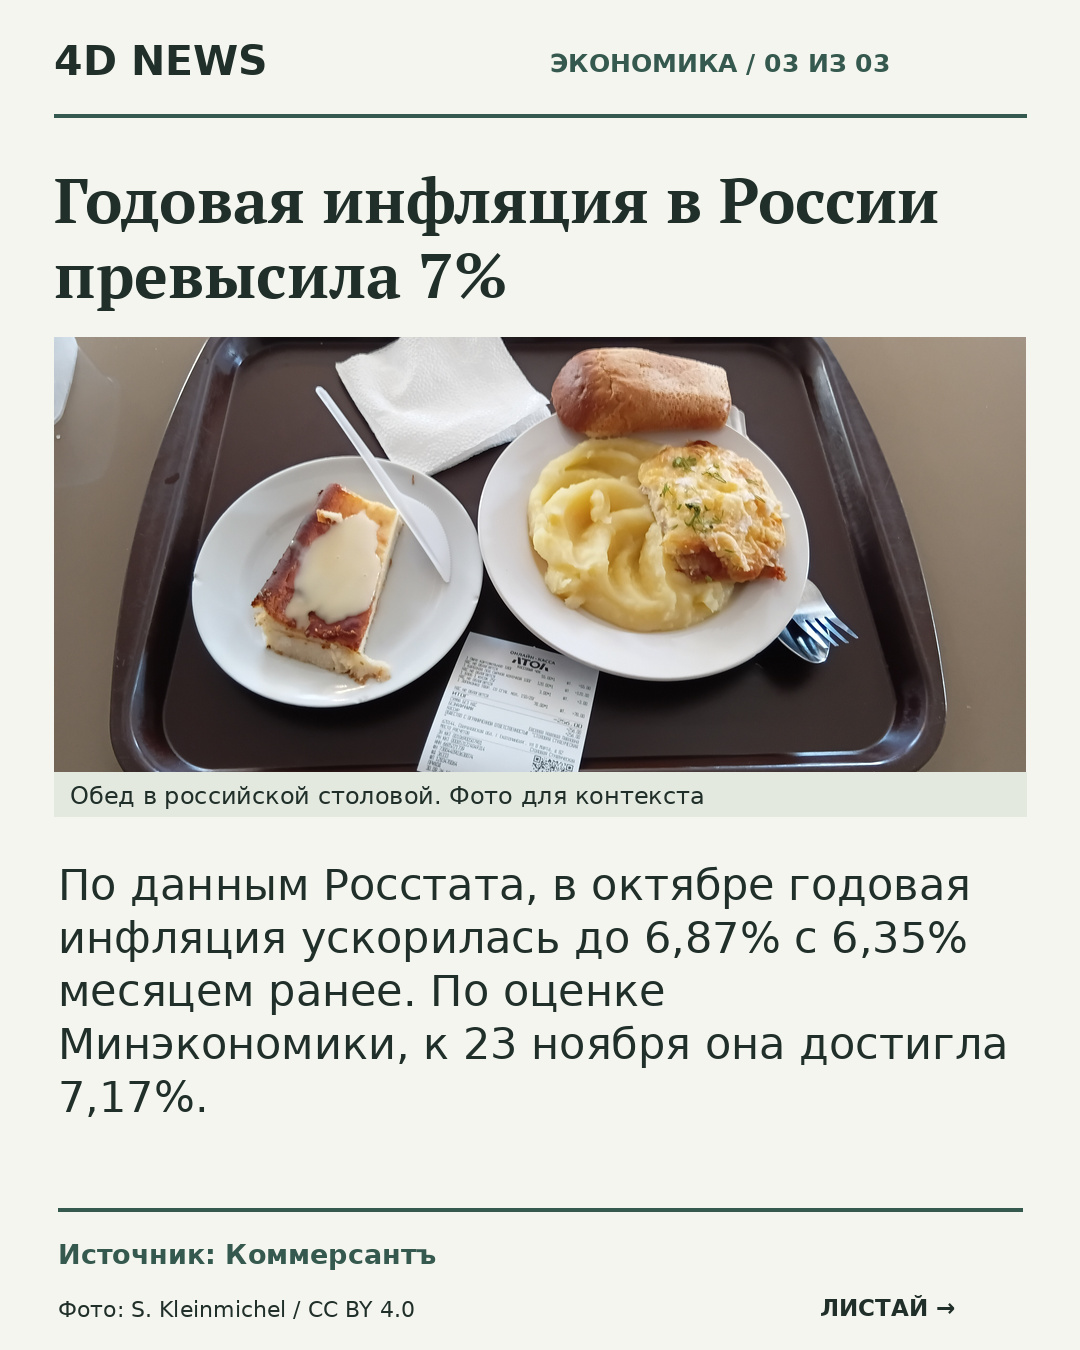 4D NEWS
ЭКОНОМИКА / 03 ИЗ 03
Годовая инфляция в России
превысила 7%
ОНЛАЙН-КАССА
АТОЛ
Обед в российской столовой. Фото для контекста
По данным Росстата, в октябре годовая
инфляция ускорилась до 6,87% с 6,35%
месяцем ранее. По оценке
Минэкономики, к 23 ноября она достигла
7,17%.
Источник: Коммерсантъ
Фото: S. Kleinmichel / CC BY 4.0
ЛИСТАЙ →